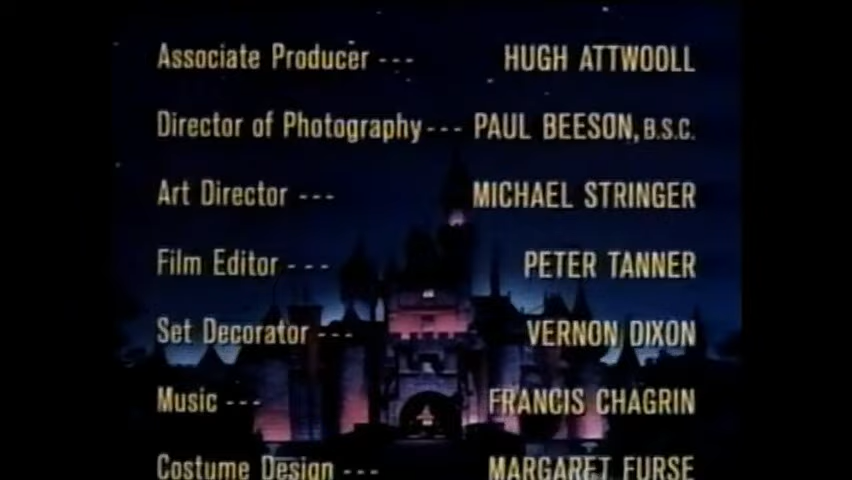 Associate Producer --- HUGH ATTWOOLL
Director of Photography --- PAUL BEESON, B.S.C.
Art Director --- MICHAEL STRINGER
Film Editor --- PETER TANNER
Set Decorator --- VERNON DIXON
Music --- FRANCIS CHAGRIN
Costume Design --- MARGARET FURSE